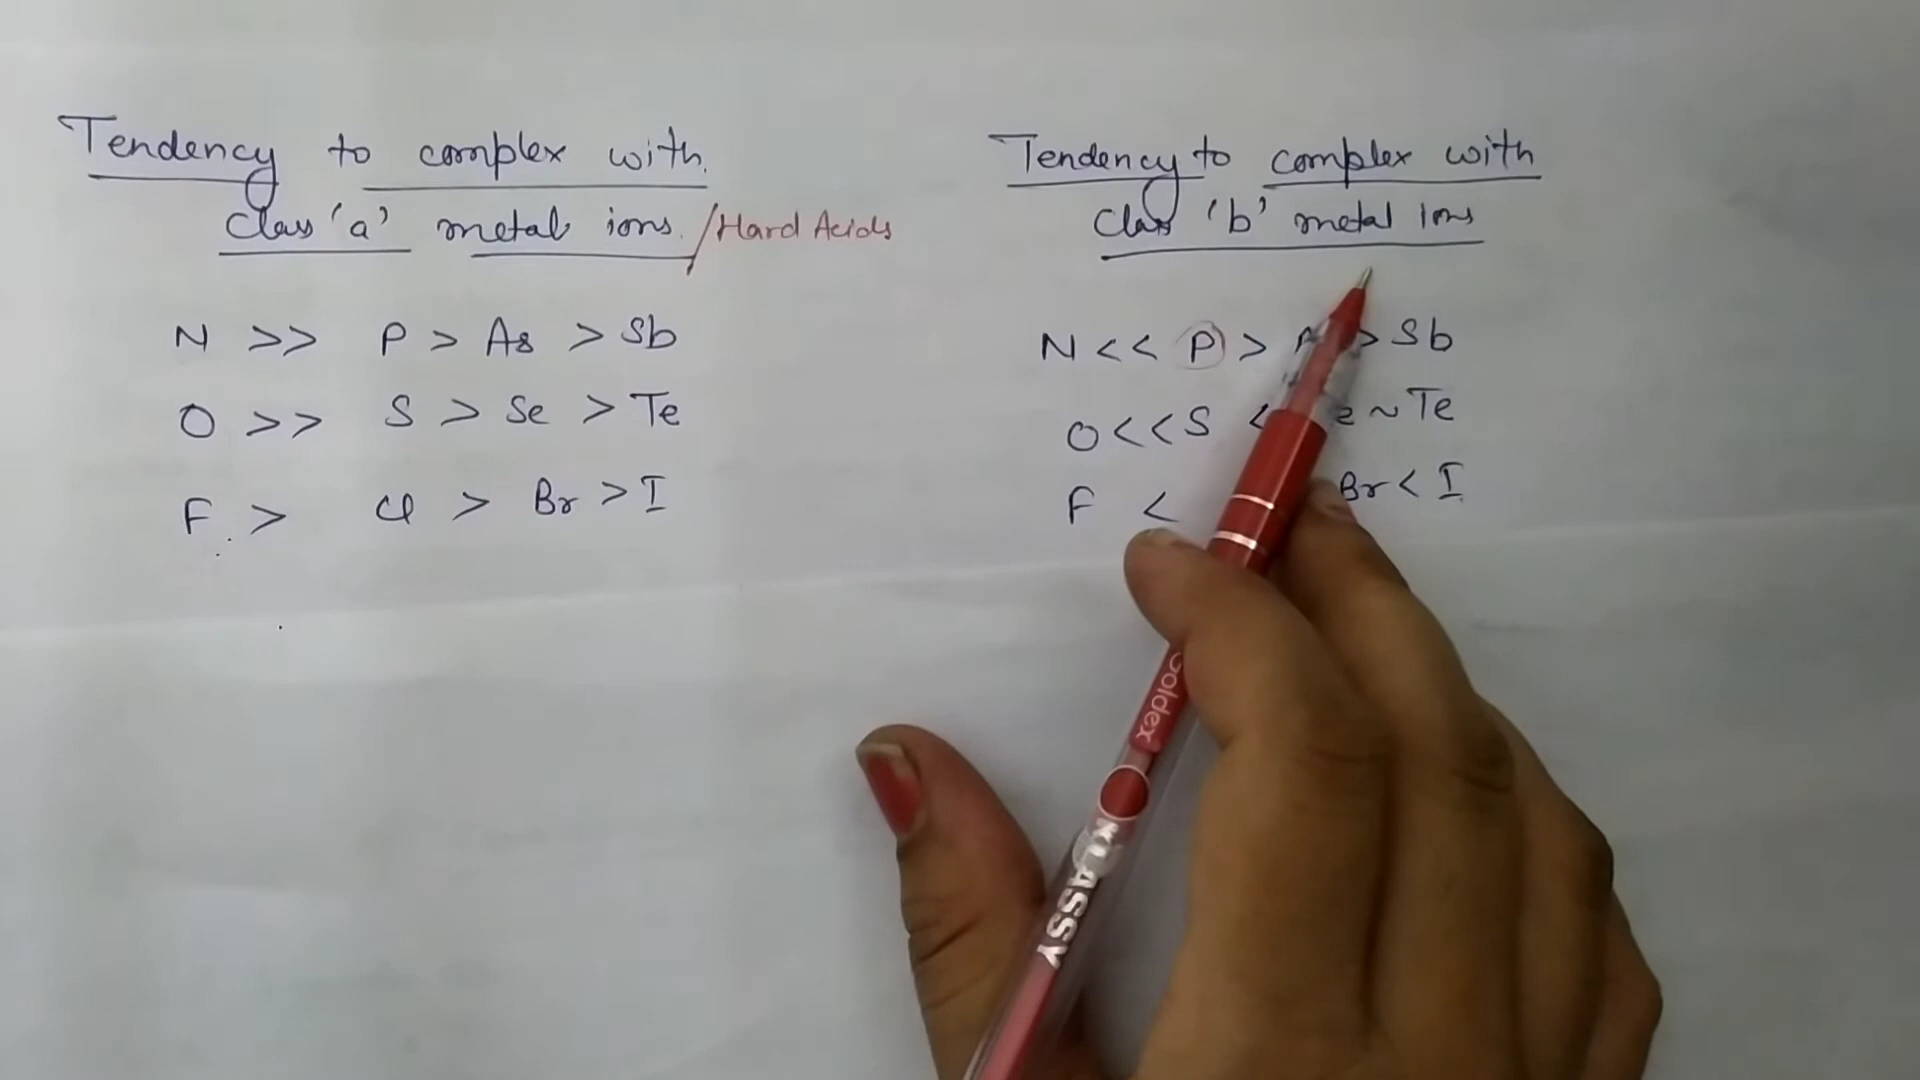 Tendency to complex with
Class 'a' metal ions. /Hard Acids
N >> P > As > Sb
O >> S > Se > Te
F > Cl > Br > I
Tendency to complex with
Class 'b' metal ions
N << P > > Sb
O << S < ~ Te
F < Br < I
Goldex
KLASSY